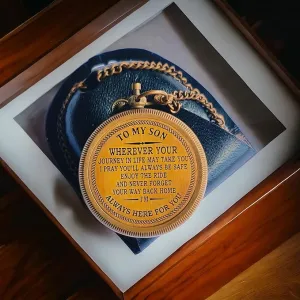 TO MY SON
WHEREVER YOUR
JOURNEY IN LIFE MAY TAKE YOU
I PRAY YOU'LL ALWAYS BE SAFE
ENJOY THE RIDE
AND NEVER FORGET
YOUR WAY BACK HOME
ALWAYS HERE FOR YOU